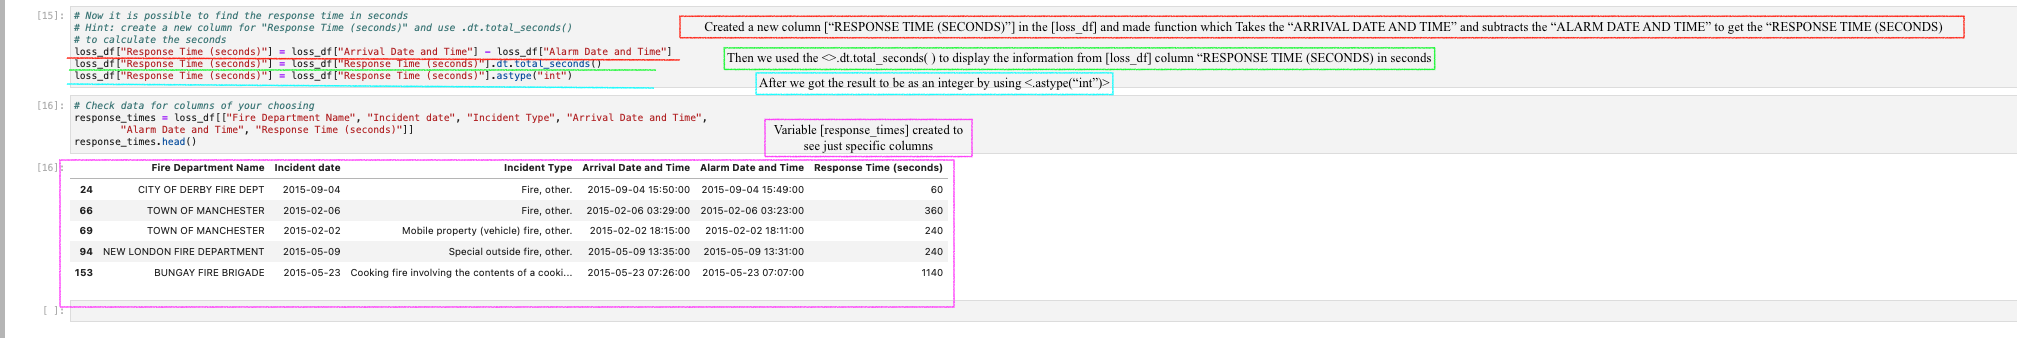 [15]:
# Now it is possible to find the response time in seconds
# Hint: create a new column for "Response Time (seconds)" and use .dt.total_seconds()
# to calculate the seconds
loss_df["Response Time (seconds)"] = loss_df["Arrival Date and Time"] - loss_df["Alarm Date and Time"]
loss_df["Response Time (seconds)"] = loss_df["Response Time (seconds)"].dt.total_seconds()
loss_df["Response Time (seconds)"] = loss_df["Response Time (seconds)"].astype("int")
Created a new column [“RESPONSE TIME (SECONDS)”] in the [loss_df] and made function which Takes the “ARRIVAL DATE AND TIME” and subtracts the “ALARM DATE AND TIME” to get the “RESPONSE TIME (SECONDS)
Then we used the <>.dt.total_seconds( ) to display the information from [loss_df] column “RESPONSE TIME (SECONDS) in seconds
After we got the result to be as an integer by using <.astype(“int”)>
[16]:
# Check data for columns of your choosing
response_times = loss_df[["Fire Department Name", "Incident date", "Incident Type", "Arrival Date and Time",
"Alarm Date and Time", "Response Time (seconds)"]]
response_times.head()
Variable [response_times] created to
see just specific columns
[16]:
Fire Department Name Incident date Incident Type Arrival Date and Time Alarm Date and Time Response Time (seconds)
24 CITY OF DERBY FIRE DEPT 2015-09-04 Fire, other. 2015-09-04 15:50:00 2015-09-04 15:49:00 60
66 TOWN OF MANCHESTER 2015-02-06 Fire, other. 2015-02-06 03:29:00 2015-02-06 03:23:00 360
69 TOWN OF MANCHESTER 2015-02-02 Mobile property (vehicle) fire, other. 2015-02-02 18:15:00 2015-02-02 18:11:00 240
94 NEW LONDON FIRE DEPARTMENT 2015-05-09 Special outside fire, other. 2015-05-09 13:35:00 2015-05-09 13:31:00 240
153 BUNGAY FIRE BRIGADE 2015-05-23 Cooking fire involving the contents of a cooki... 2015-05-23 07:26:00 2015-05-23 07:07:00 1140
[ ]: